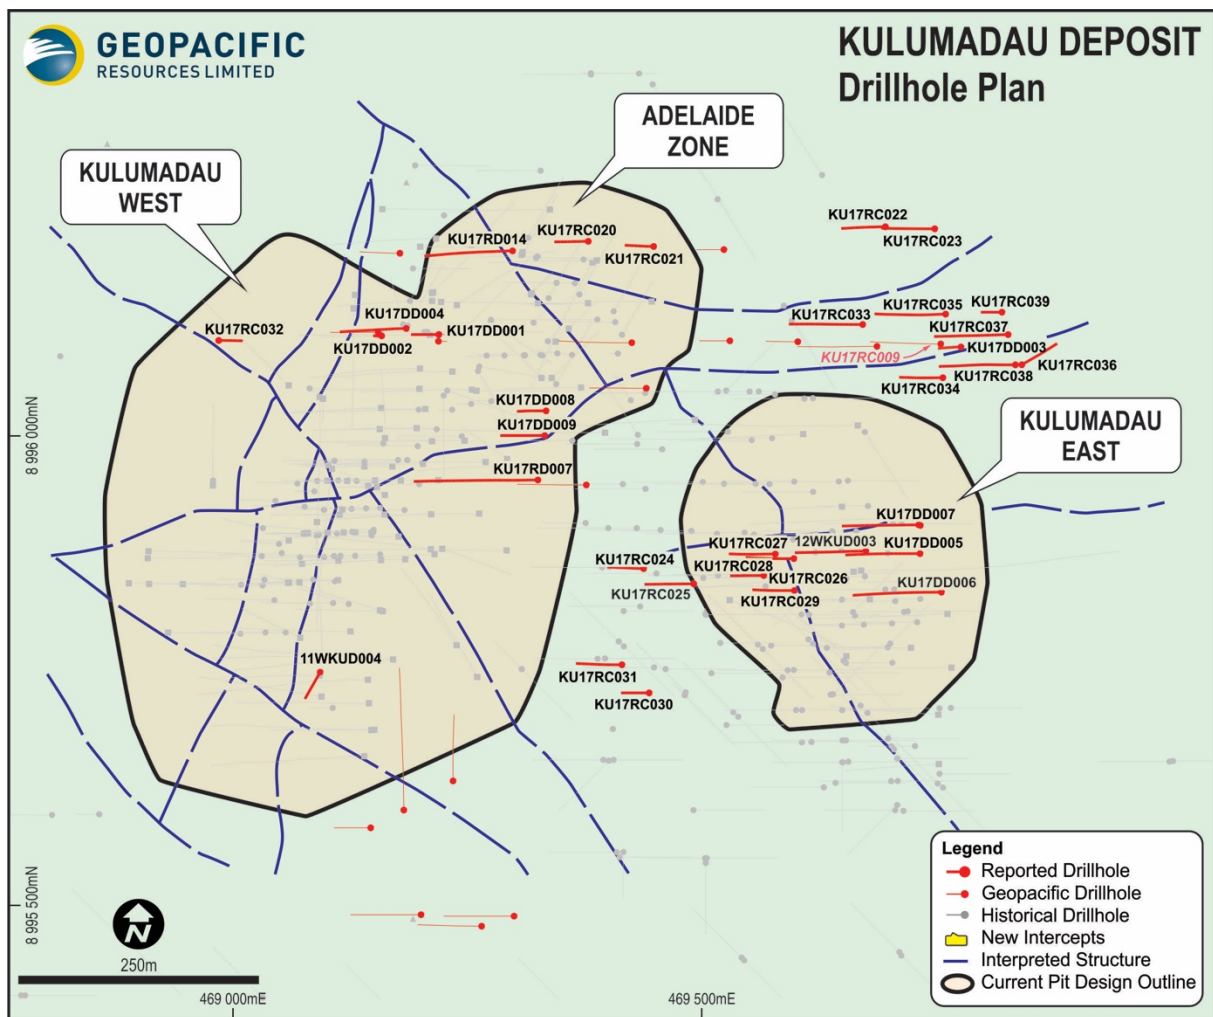 GEOPACIFIC
RESOURCES LIMITED
KULUMADAU DEPOSIT
Drillhole Plan
ADELAIDE
ZONE
KULUMADAU
WEST
KU17RC022
KU17RC023
KU17RC020
KU17RD014
KU17RC021
KU17RC035
KU17RC039
KU17DD004
KU17RC033
KU17RC032
KU17DD001
KU17RC037
KU17DD002
KU17RC009
KU17DD003
KU17RC038
KU17RC036
KU17RC034
KU17DD008
KU17DD009
KULUMADAU
EAST
8 996 000mN
KU17RD007
KU17DD007
KU17RC027
12WKUD003
KU17DD005
KU17RC024
KU17RC028
KU17RC026
KU17RC025
KU17RC029
KU17DD006
11WKUD004
KU17RC031
KU17RC030
8 995 500mN
N
250m
469 000mE
469 500mE
Legend
Reported Drillhole
Geopacific Drillhole
Historical Drillhole
New Intercepts
Interpreted Structure
Current Pit Design Outline